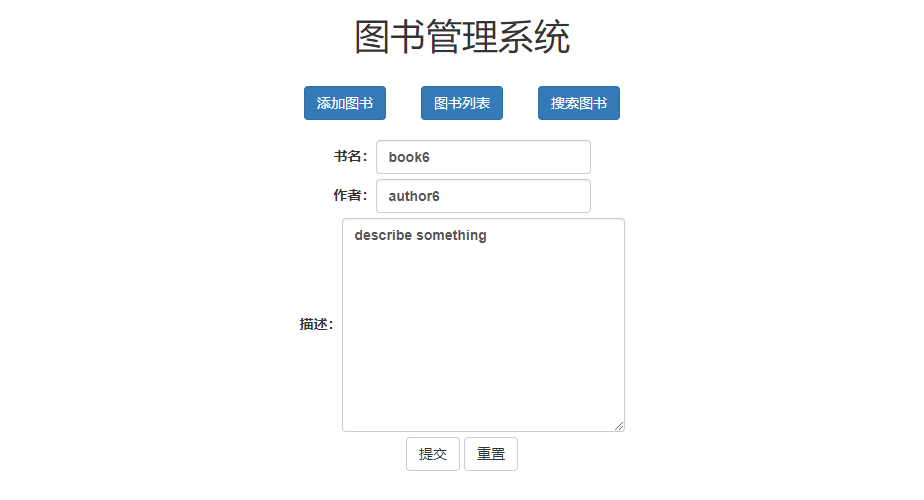 图书管理系统
添加图书 图书列表 搜索图书
书名： book6
作者： author6
描述： describe something
提交 重置